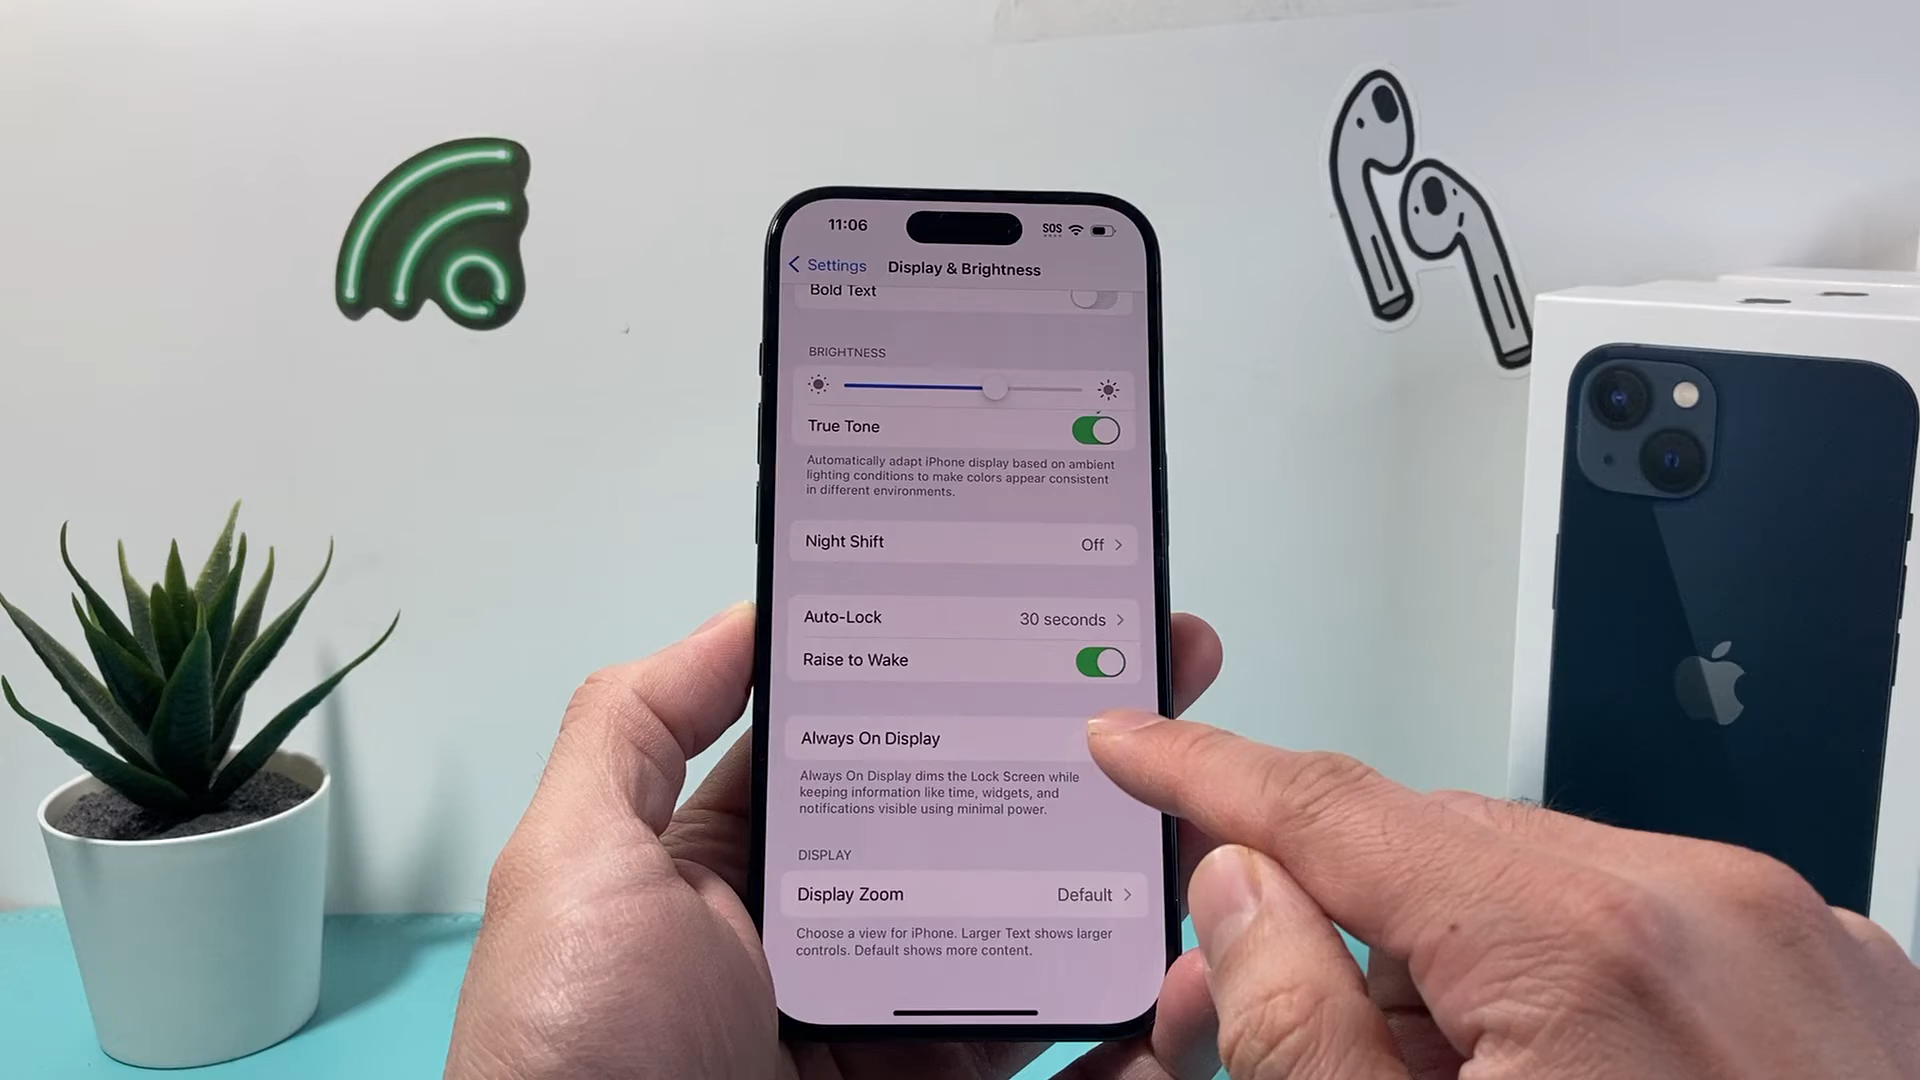 11:06
SOS
Settings
Display & Brightness
Bold Text
BRIGHTNESS
True Tone
Automatically adapt iPhone display based on ambient
lighting conditions to make colors appear consistent
in different environments.
Night Shift
Off
Auto-Lock
30 seconds
Raise to Wake
Always On Display
Always On Display dims the Lock Screen while
keeping information like time, widgets, and
notifications visible using minimal power.
DISPLAY
Display Zoom
Default
Choose a view for iPhone. Larger Text shows larger
controls. Default shows more content.